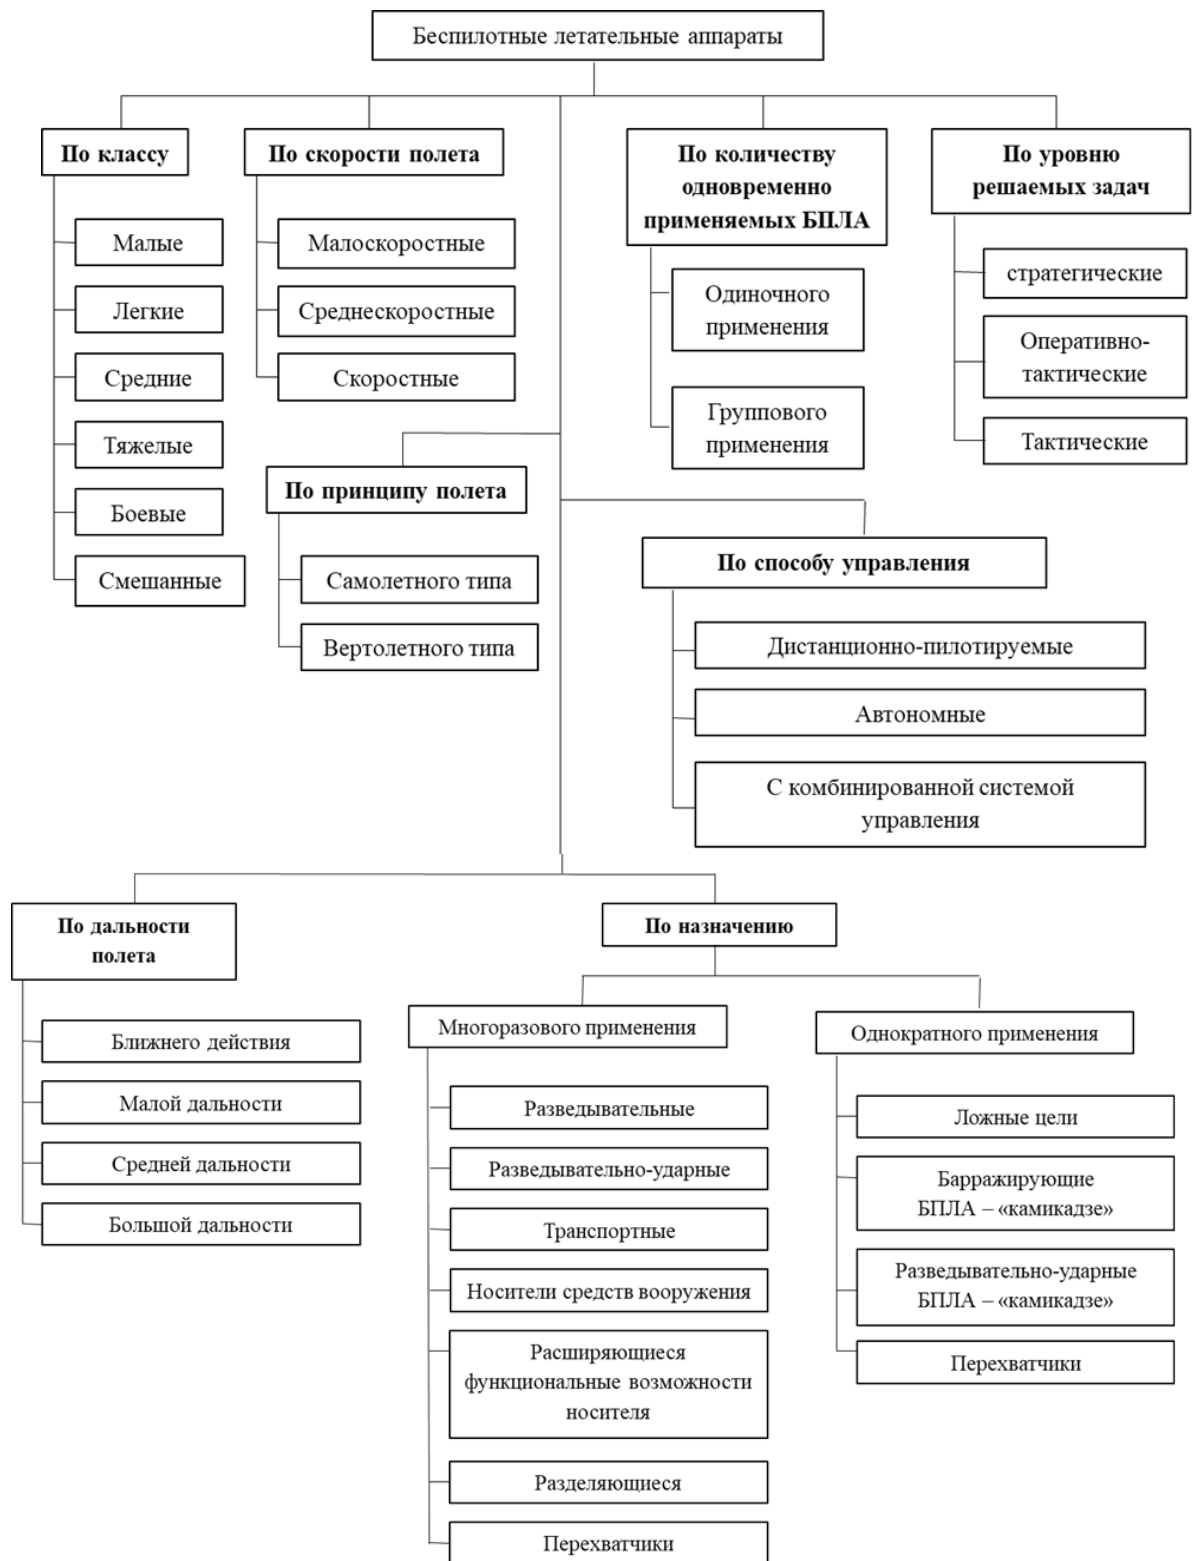 Беспилотные летательные аппараты
По классу
Малые
Легкие
Средние
Тяжелые
Боевые
Смешанные
По скорости полета
Малоскоростные
Среднескоростные
Скоростные
По принципу полета
Самолетного типа
Вертолетного типа
По количеству
одновременно
применяемых БПЛА
Одиночного
применения
Группового
применения
По уровню
решаемых задач
стратегические
Оперативно-
тактические
Тактические
По способу управления
Дистанционно-пилотируемые
Автономные
С комбинированной системой
управления
По дальности
полета
Ближнего действия
Малой дальности
Средней дальности
Большой дальности
По назначению
Многоразового применения
Разведывательные
Разведывательно-ударные
Транспортные
Носители средств вооружения
Расширяющиеся
функциональные возможности
носителя
Разделяющиеся
Перехватчики
Однократного применения
Ложные цели
Барражирующие
БПЛА – «камикадзе»
Разведывательно-ударные
БПЛА – «камикадзе»
Перехватчики